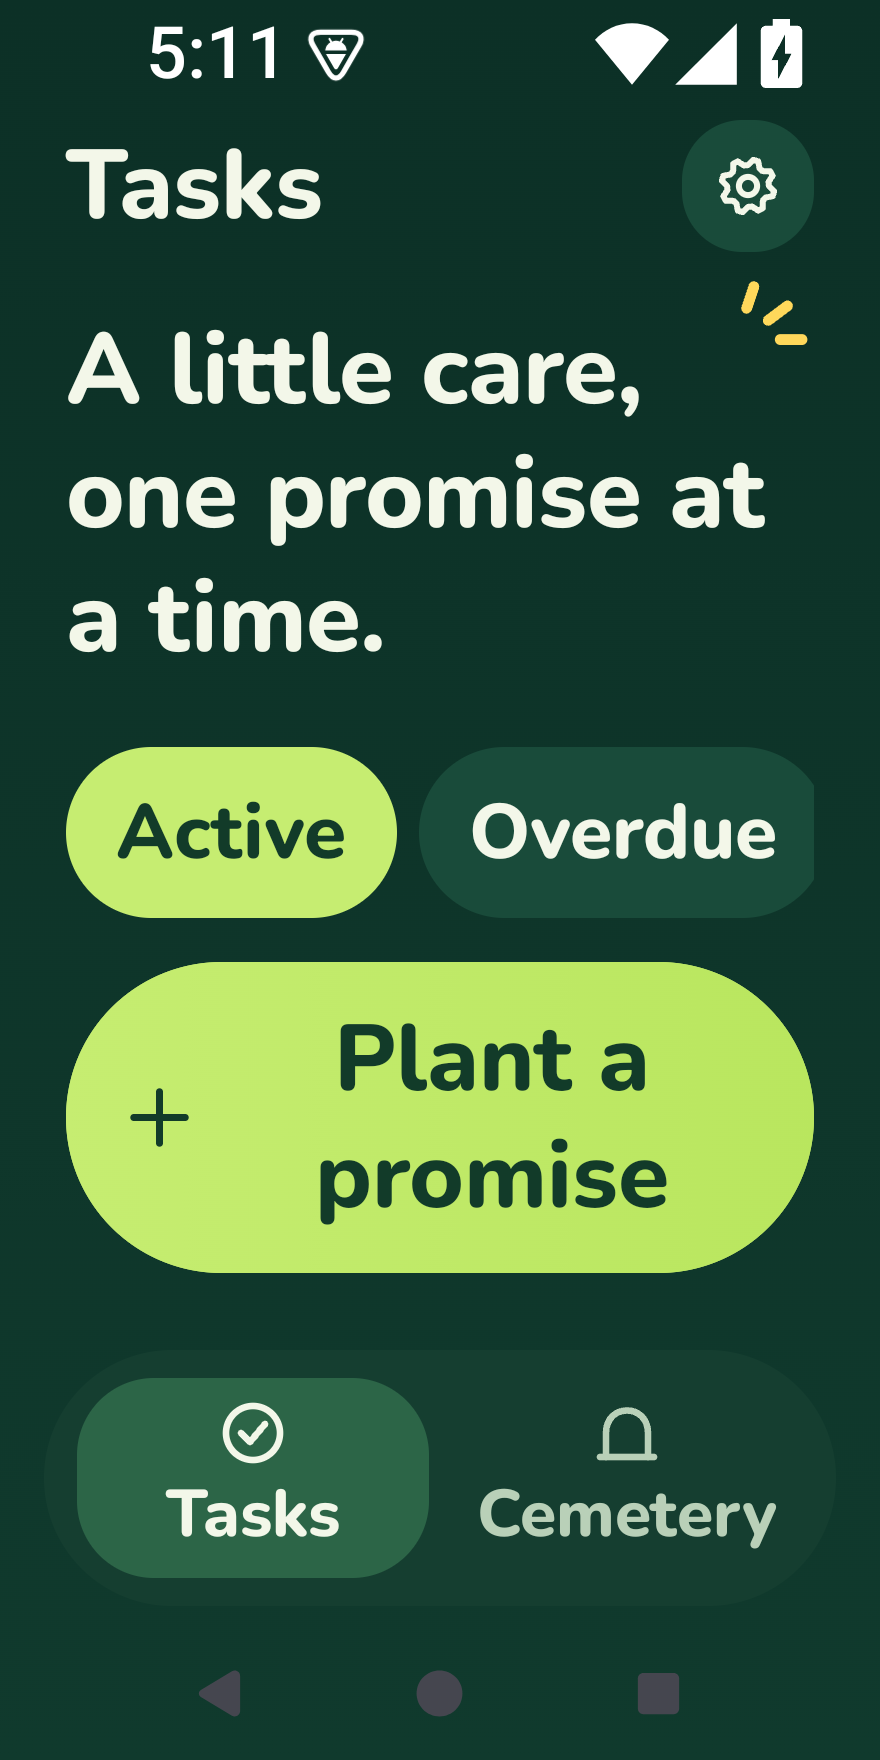 5:11
Tasks
A little care,
one promise at
a time.
Active
Overdue
Plant a
promise
Tasks
Cemetery